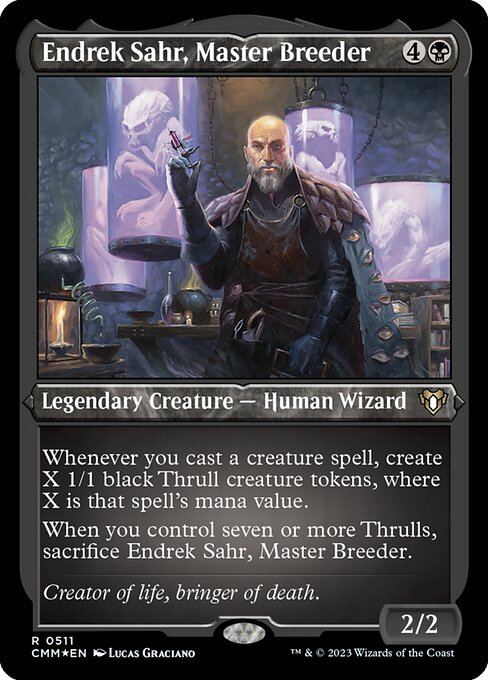 Endrek Sahr, Master Breeder 4
Legendary Creature — Human Wizard
Whenever you cast a creature spell, create
X 1/1 black Thrull creature tokens, where
X is that spell's mana value.
When you control seven or more Thrulls,
sacrifice Endrek Sahr, Master Breeder.
Creator of life, bringer of death.
2/2
R 0511
CMM★EN Lucas Graciano
™ & © 2023 Wizards of the Coast